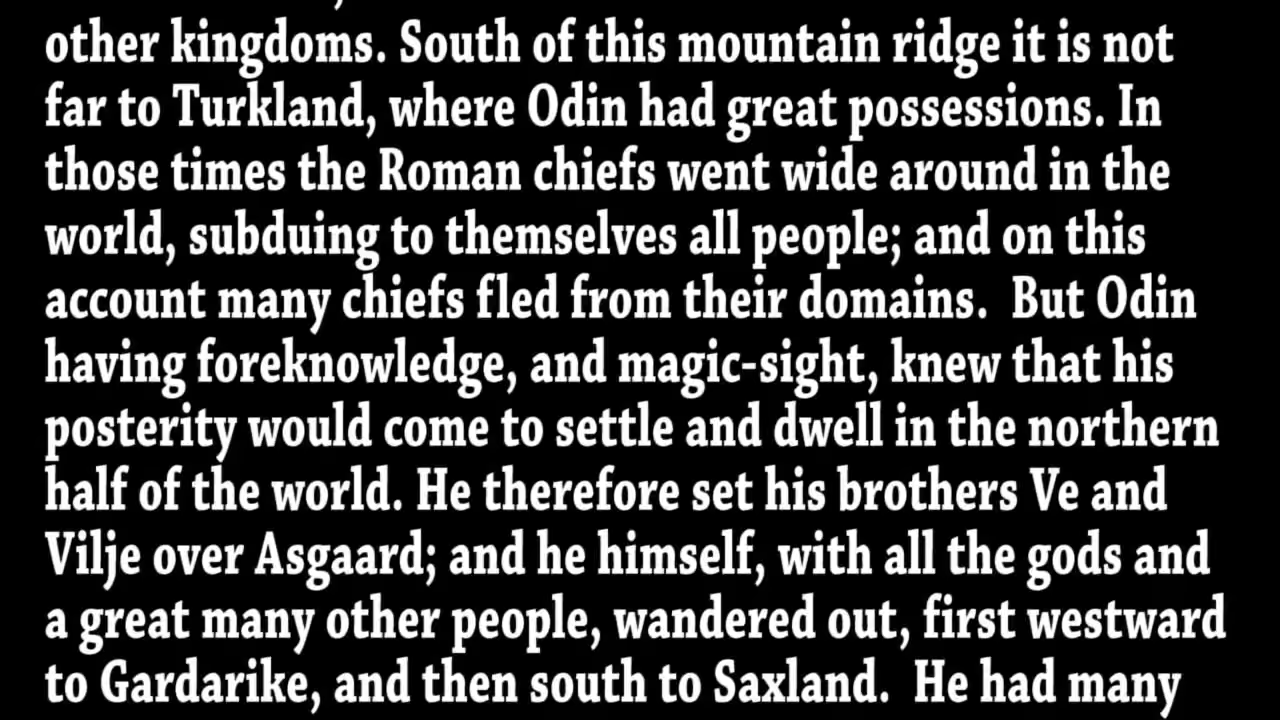 other kingdoms. South of this mountain ridge it is not
far to Turkland, where Odin had great possessions. In
those times the Roman chiefs went wide around in the
world, subduing to themselves all people; and on this
account many chiefs fled from their domains.  But Odin
having foreknowledge, and magic-sight, knew that his
posterity would come to settle and dwell in the northern
half of the world. He therefore set his brothers Ve and
Vilje over Asgaard; and he himself, with all the gods and
a great many other people, wandered out, first westward
to Gardarike, and then south to Saxland.  He had many